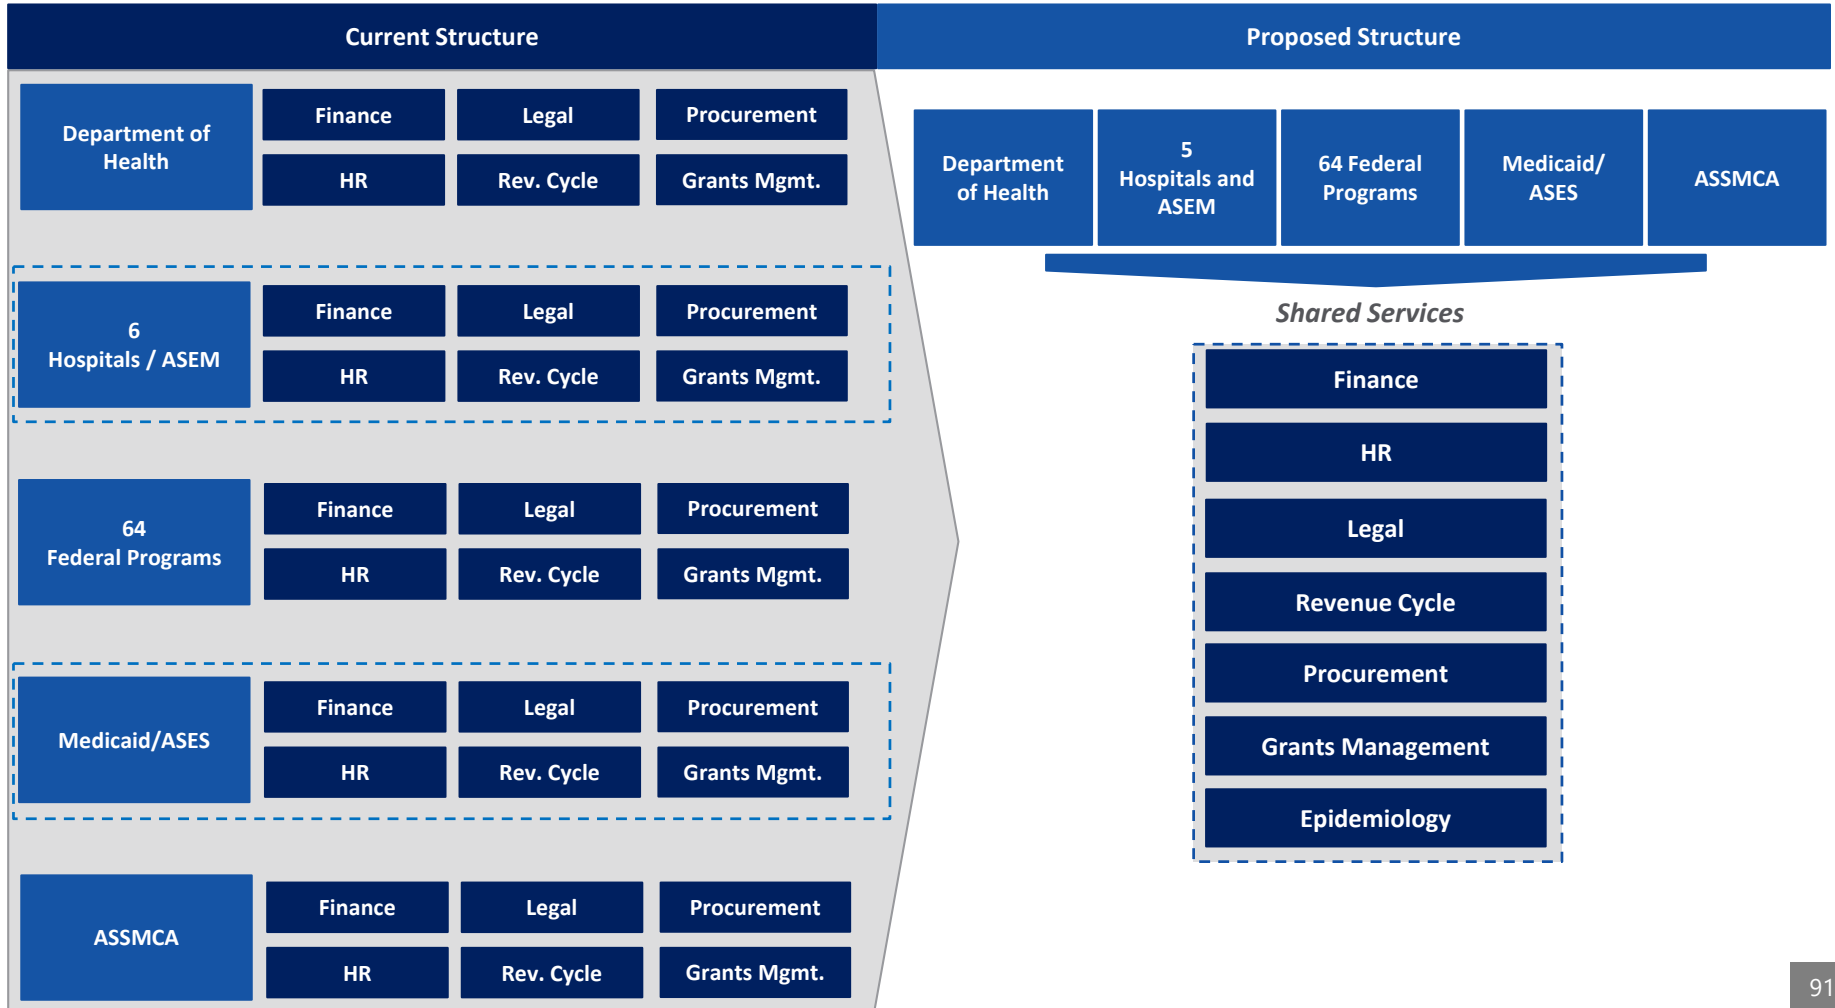 Current Structure
Proposed Structure
Department of
Health
Finance
Legal
Procurement
HR
Rev. Cycle
Grants Mgmt.
6
Hospitals / ASEM
Finance
Legal
Procurement
HR
Rev. Cycle
Grants Mgmt.
64
Federal Programs
Finance
Legal
Procurement
HR
Rev. Cycle
Grants Mgmt.
Medicaid/ASES
Finance
Legal
Procurement
HR
Rev. Cycle
Grants Mgmt.
ASSMCA
Finance
Legal
Procurement
HR
Rev. Cycle
Grants Mgmt.
Department
of Health
5
Hospitals and
ASEM
64 Federal
Programs
Medicaid/
ASES
ASSMCA
Shared Services
Finance
HR
Legal
Revenue Cycle
Procurement
Grants Management
Epidemiology
91